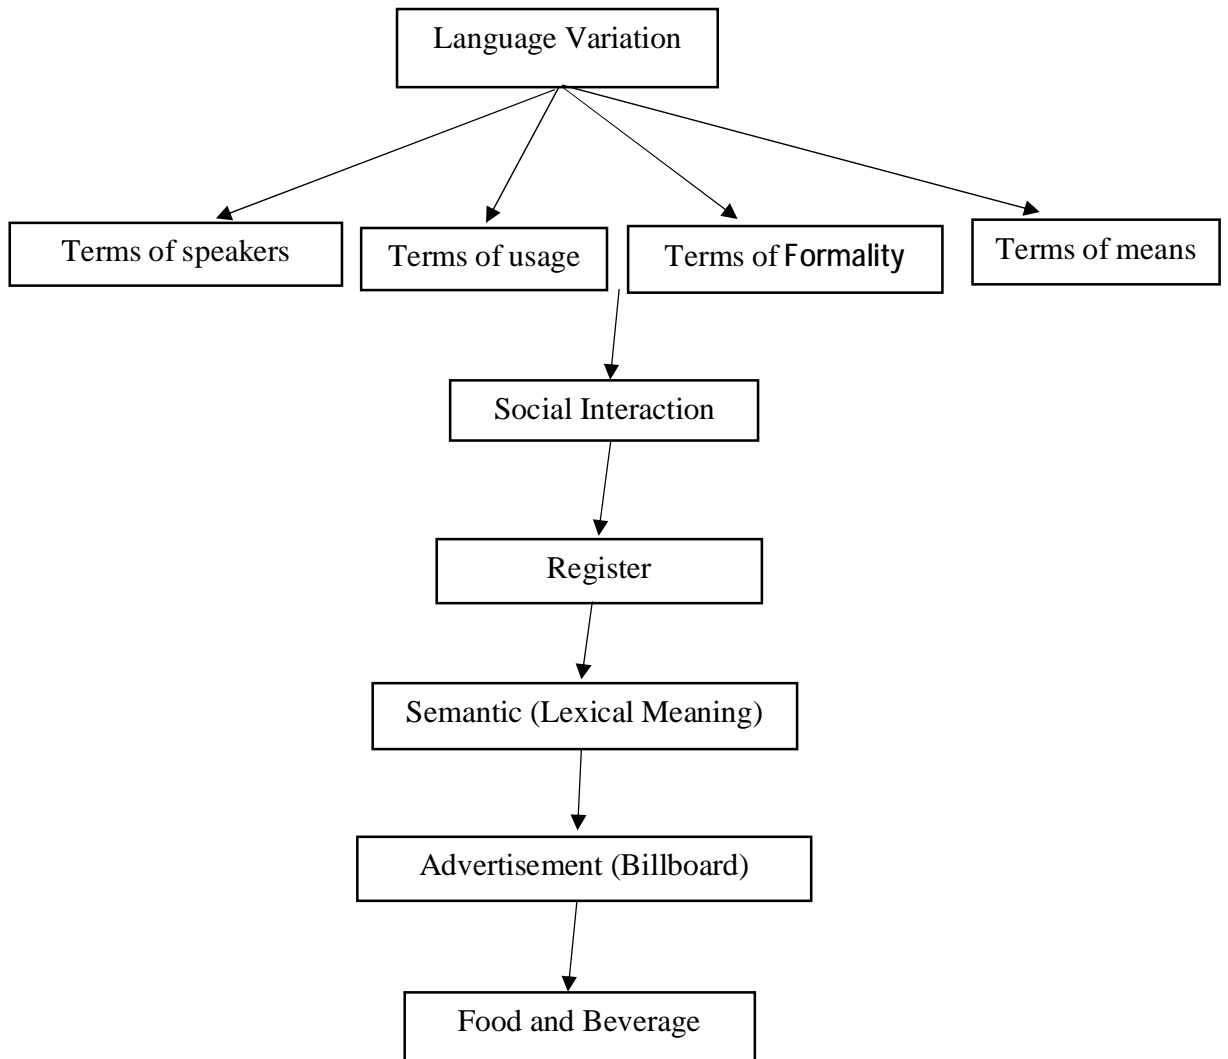 Language Variation
Terms of speakers
Terms of usage
Terms of Formality
Terms of means
Social Interaction
Register
Semantic (Lexical Meaning)
Advertisement (Billboard)
Food and Beverage